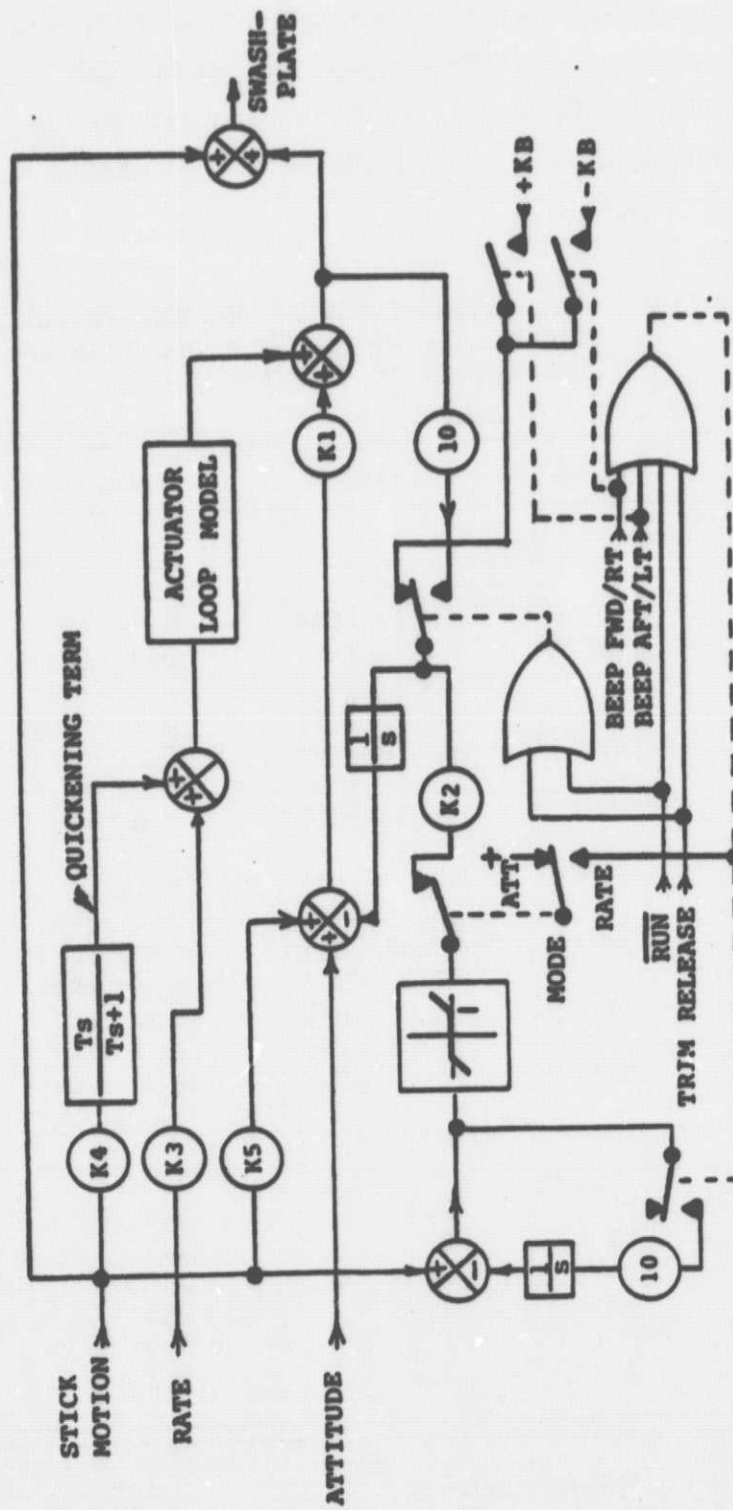 STICK
MOTION
K4
Ts
Ts+1
QUICKENING TERM
RATE
K3
+
+
ACTUATOR
LOOP MODEL
K5
ATTITUDE
+
+
-
K1
+
+
+
+
SWASH-
PLATE
1
s
10
K2
+
-
1
s
10
MODE
+
ATT
RATE
RUN
TRIM RELEASE
BEEP FWD/RT
BEEP AFT/LT
+KB
-KB